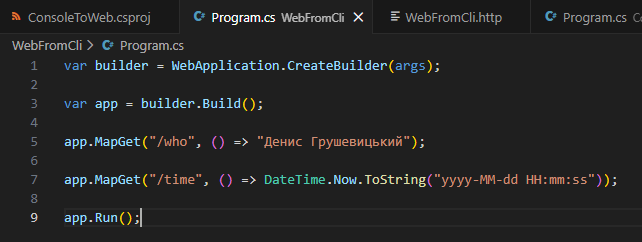 ConsoleToWeb.csproj Program.cs WebFromCli WebFromCli.http Program.cs
WebFromCli > Program.cs
1 var builder = WebApplication.CreateBuilder(args);
2
3 var app = builder.Build();
4
5 app.MapGet("/who", () => "Денис Грушевицький");
6
7 app.MapGet("/time", () => DateTime.Now.ToString("yyyy-MM-dd HH:mm:ss"));
8
9 app.Run();